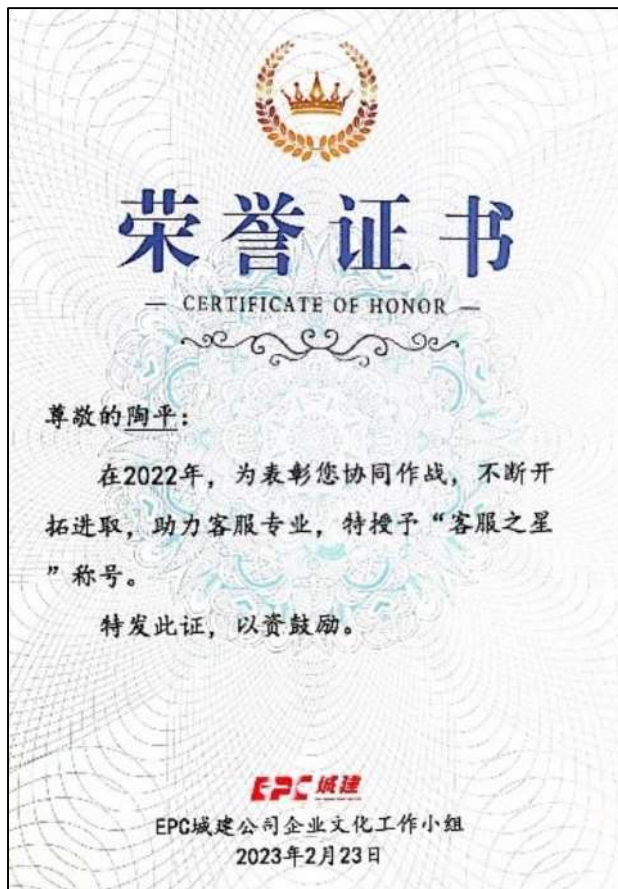 荣誉证书
— CERTIFICATE OF HONOR —
尊敬的陶平：
在2022年，为表彰您协同作战，不断开
拓进取，助力客服专业，特授予“客服之星
”称号。
特发此证，以资鼓励。
EPC城建
EPC城建公司企业文化工作小组
2023年2月23日